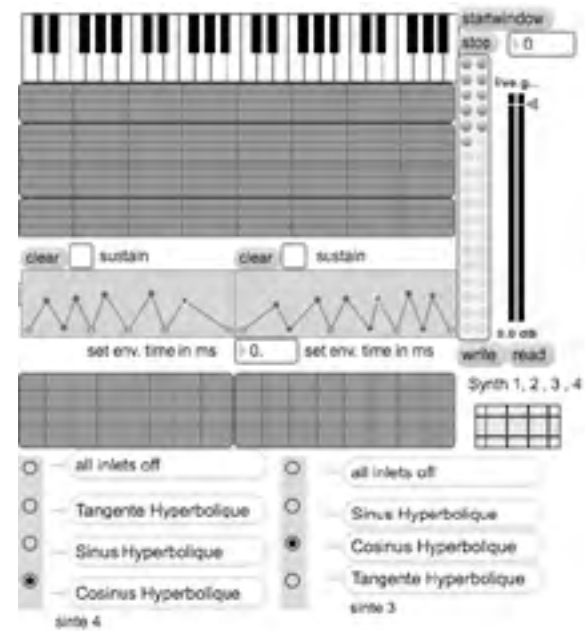 startwindow
stop 0
live g...
clear sustain clear sustain
0.0 dB
set env. time in ms 0. set env. time in ms
write read
Synth 1, 2 , 3 , 4
all inlets off
Tangente Hyperbolique
Sinus Hyperbolique
Cosinus Hyperbolique
sinte 4
all inlets off
Sinus Hyperbolique
Cosinus Hyperbolique
Tangente Hyperbolique
sinte 3